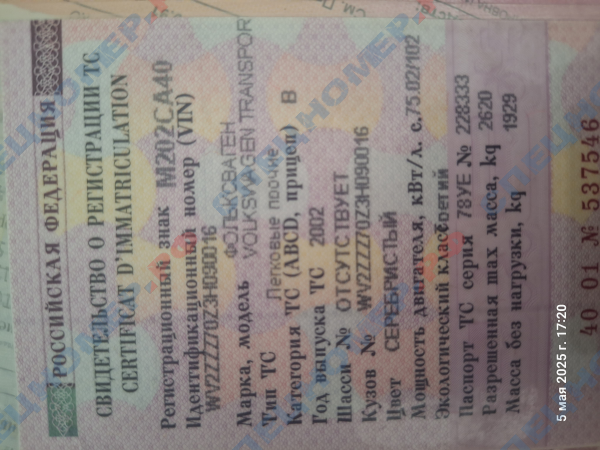 РОССИЙСКАЯ ФЕДЕРАЦИЯ
СВИДЕТЕЛЬСТВО О РЕГИСТРАЦИИ ТС
CERTIFICAT D'IMMATRICULATION
Регистрационный знак М202СА40
Идентификационный номер (VIN)
WV2ZZZ70Z3H090016
ФОЛЬКСВАГЕН
Марка, модель VOLKSWAGEN TRANSPOR
Тип ТС Легковые прочие
Категория ТС (ABCD, прицеп) B
Год выпуска ТС 2002
Шасси № ОТСУТСТВУЕТ
Кузов № WV2ZZZ70Z3H090016
Цвет СЕРЕБРИСТЫЙ
Мощность двигателя, кВт/л. с. 75.02/102
Экологический класс третий
Паспорт ТС серия 78УЕ № 228333
Разрешенная max масса, kg 2620
Масса без нагрузки, kg 1929
40 01 № 537546
5 мая 2025 г. 17:20